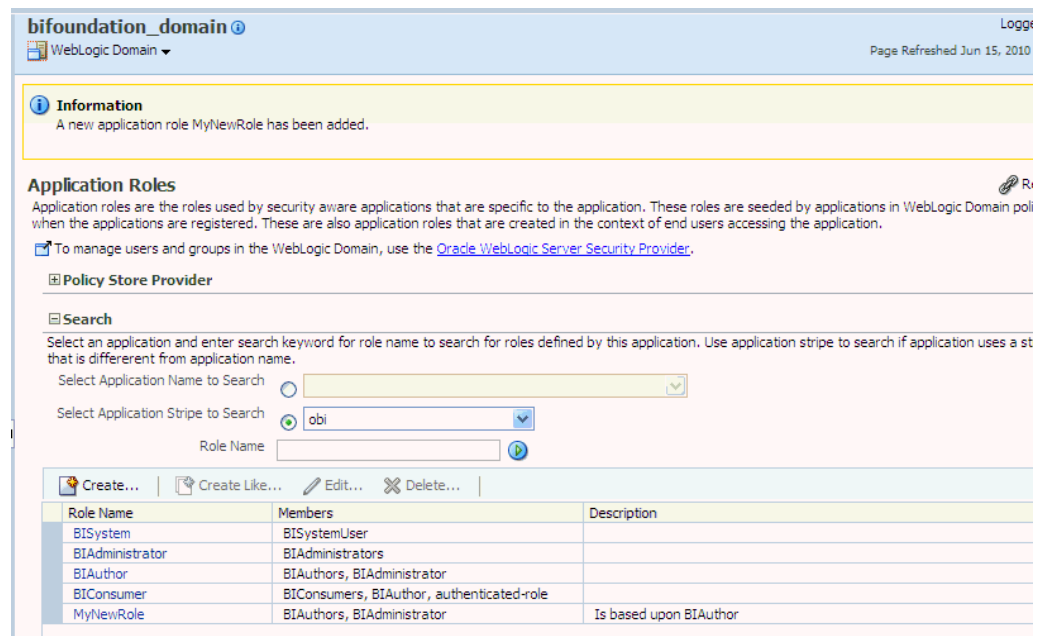 bifoundation_domain
Logge
WebLogic Domain
Page Refreshed Jun 15, 2010
Information
A new application role MyNewRole has been added.
Application Roles
Re
Application roles are the roles used by security aware applications that are specific to the application. These roles are seeded by applications in WebLogic Domain poli
when the applications are registered. These are also application roles that are created in the context of end users accessing the application.
To manage users and groups in the WebLogic Domain, use the Oracle WebLogic Server Security Provider.
Policy Store Provider
Search
Select an application and enter search keyword for role name to search for roles defined by this application. Use application stripe to search if application uses a st
that is differerent from application name.
Select Application Name to Search
Select Application Stripe to Search obi
Role Name
Create... Create Like... Edit... Delete...
Role Name Members Description
BISystem BISystemUser
BIAdministrator BIAdministrators
BIAuthor BIAuthors, BIAdministrator
BIConsumer BIConsumers, BIAuthor, authenticated-role
MyNewRole BIAuthors, BIAdministrator Is based upon BIAuthor